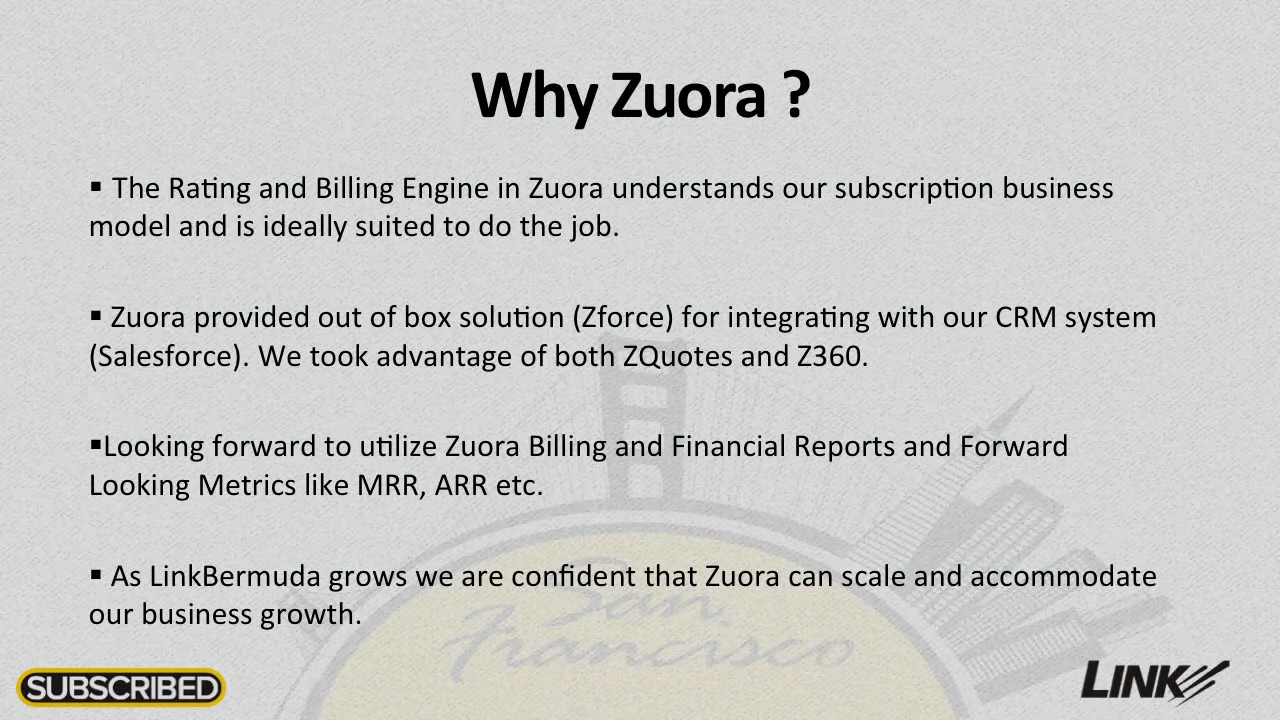 Why Zuora ?
▪ The Rating and Billing Engine in Zuora understands our subscription business
model and is ideally suited to do the job.
▪ Zuora provided out of box solution (Zforce) for integrating with our CRM system
(Salesforce). We took advantage of both ZQuotes and Z360.
▪Looking forward to utilize Zuora Billing and Financial Reports and Forward
Looking Metrics like MRR, ARR etc.
▪ As LinkBermuda grows we are confident that Zuora can scale and accommodate
our business growth.
San
Francisco
SUBSCRIBED
LINK